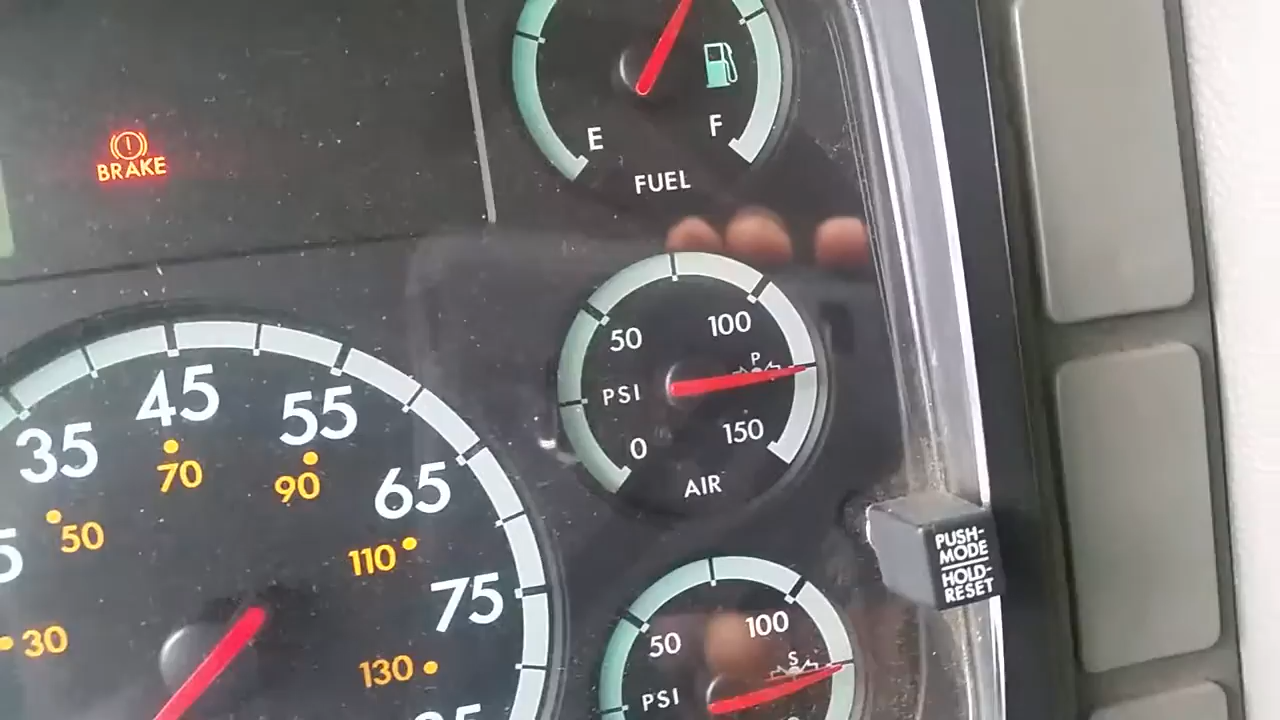 BRAKE
E
F
FUEL
50
100
P
PSI
0
150
AIR
35
45
55
65
75
50
70
90
110
30
130
50
100
S
PSI
PUSH-
MODE
HOLD-
RESET